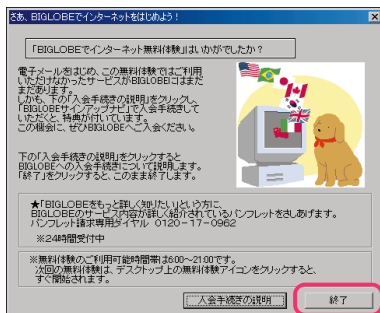 さあ、BIGLOBEでインターネットをはじめよう！
「BIGLOBEでインターネット無料体験」はいかがでしたか？
電子メールをはじめ、この無料体験ではご利用
いただけなかったサービスがBIGLOBEにはまだ
まだあります。
しかも、下の「入会手続きの説明」をクリックし、
「BIGLOBEサインアップナビ」で入会手続きして
いただくと、特典が付いています。
この機会に、ぜひBIGLOBEへご入会ください。
下の「入会手続きの説明」をクリックすると
BIGLOBEへの入会手続きについて説明します。
「終了」をクリックすると、このまま終了します。
★「BIGLOBEをもっと詳しく知りたい」という方に、
BIGLOBEのサービス内容が詳しく紹介されているパンフレットをさしあげます。
パンフレット請求専用ダイヤル 0120－17－0962
※24時間受付中
※無料体験のご利用可能時間帯は6:00～21:00です。
次回の無料体験は、デスクトップ上の無料体験アイコンをクリックすると、
すぐ開始されます。
入会手続きの説明
終了